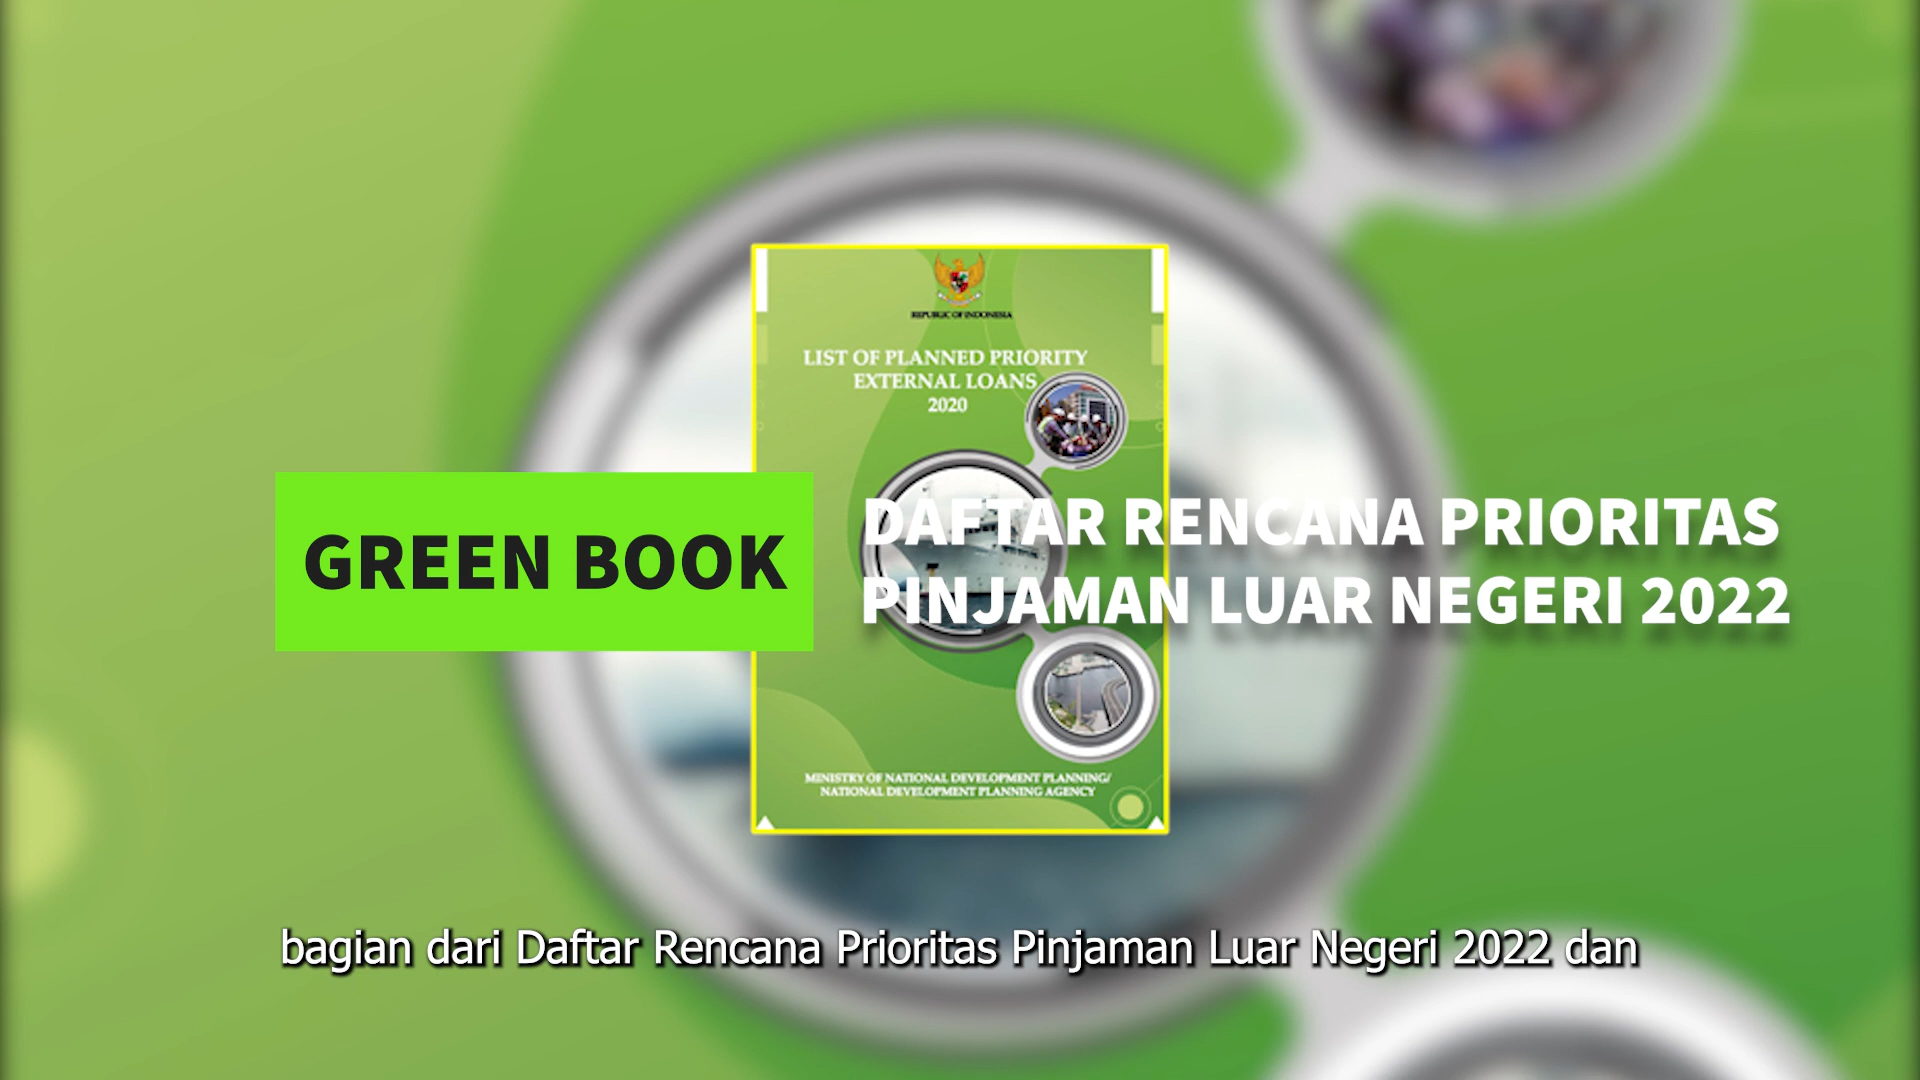 REPUBLIC OF INDONESIA
LIST OF PLANNED PRIORITY
EXTERNAL LOANS
2020
GREEN BOOK
DAFTAR RENCANA PRIORITAS
PINJAMAN LUAR NEGERI 2022
MINISTRY OF NATIONAL DEVELOPMENT PLANNING/
NATIONAL DEVELOPMENT PLANNING AGENCY
bagian dari Daftar Rencana Prioritas Pinjaman Luar Negeri 2022 dan